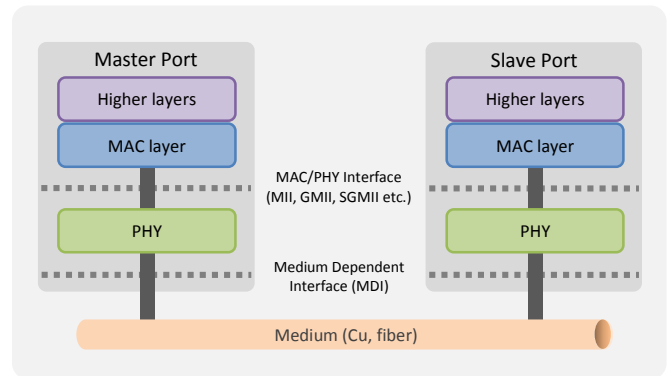 Master Port
Higher layers
MAC layer
PHY
Slave Port
Higher layers
MAC layer
PHY
MAC/PHY Interface
(MII, GMII, SGMII etc.)
Medium Dependent
Interface (MDI)
Medium (Cu, fiber)